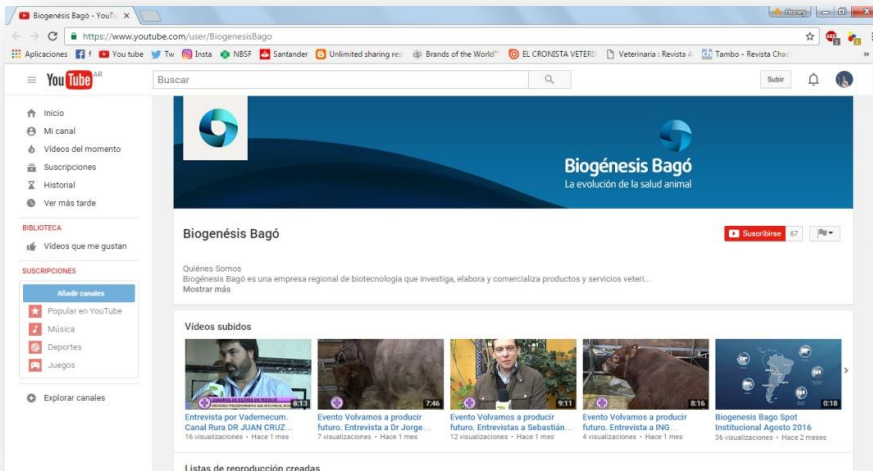 Biogenésis Bagó - YouTu
https://www.youtube.com/user/BiogenesisBago
Aplicaciones f You tube Tw Insta NBSF Santander Unlimited sharing res Brands of the World™ EL CRONISTA VETERI Veterinaria : Revista A Tambo - Revista Chac
You Tube AR
Buscar
Subir
Inicio
Mi canal
Vídeos del momento
Suscripciones
Historial
Ver más tarde
BIBLIOTECA
Vídeos que me gustan
SUSCRIPCIONES
Añadir canales
Popular en YouTube
Música
Deportes
Juegos
Explorar canales
Biogénesis Bagó
La evolución de la salud animal
Biogenésis Bagó
Suscribirse 67
Quiénes Somos
Biogénesis Bagó es una empresa regional de biotecnología que investiga, elabora y comercializa productos y servicios veteri...
Mostrar más
Vídeos subidos
8:13
Entrevista por Vademecum.
Canal Rura DR JUAN CRUZ...
16 visualizaciones • Hace 1 mes
7:46
Evento Volvamos a producir
futuro. Entrevista a Dr Jorge...
7 visualizaciones • Hace 1 mes
9:11
Evento Volvamos a producir
futuro. Entrevistas a Sebastián...
12 visualizaciones • Hace 1 mes
8:16
Evento Volvamos a producir
futuro. Entrevista a ING...
4 visualizaciones • Hace 1 mes
0:18
Biogenesis Bago Spot
Institucional Agosto 2016
36 visualizaciones • Hace 2 meses
Listas de reproducción creadas